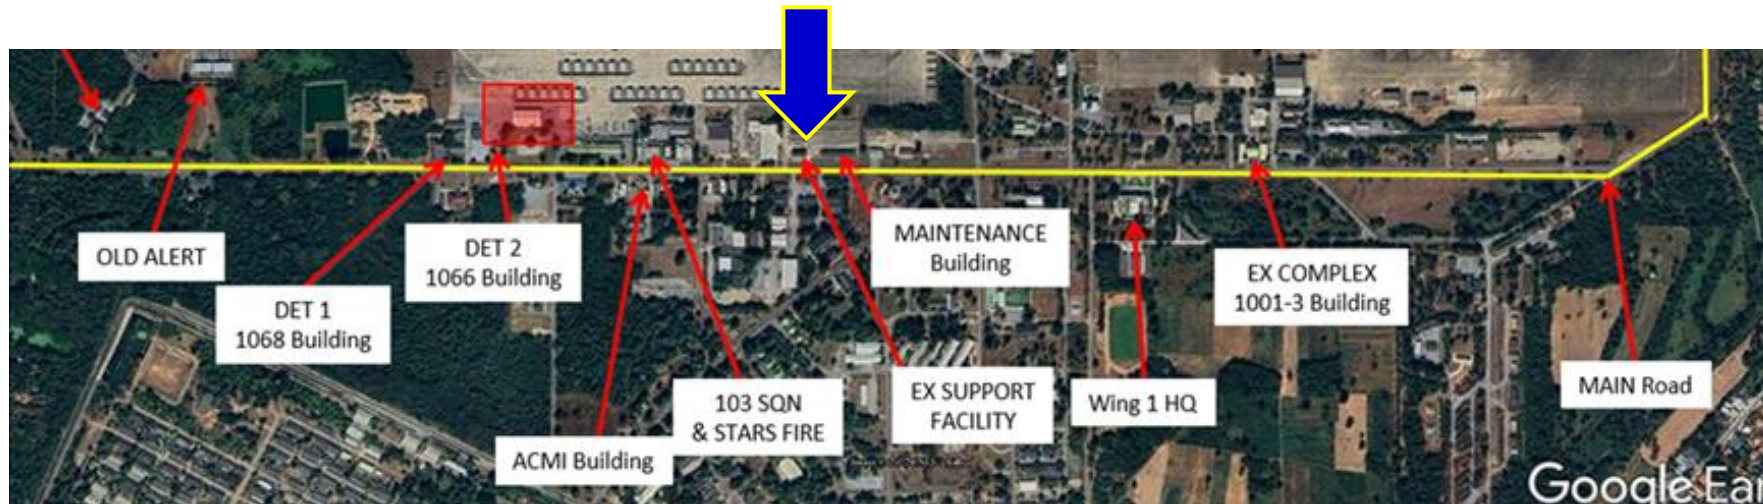 OLD ALERT
DET 1
1068 Building
DET 2
1066 Building
ACMI Building
103 SQN
& STARS FIRE
EX SUPPORT
FACILITY
MAINTENANCE
Building
Wing 1 HQ
EX COMPLEX
1001-3 Building
MAIN Road
Google Ea